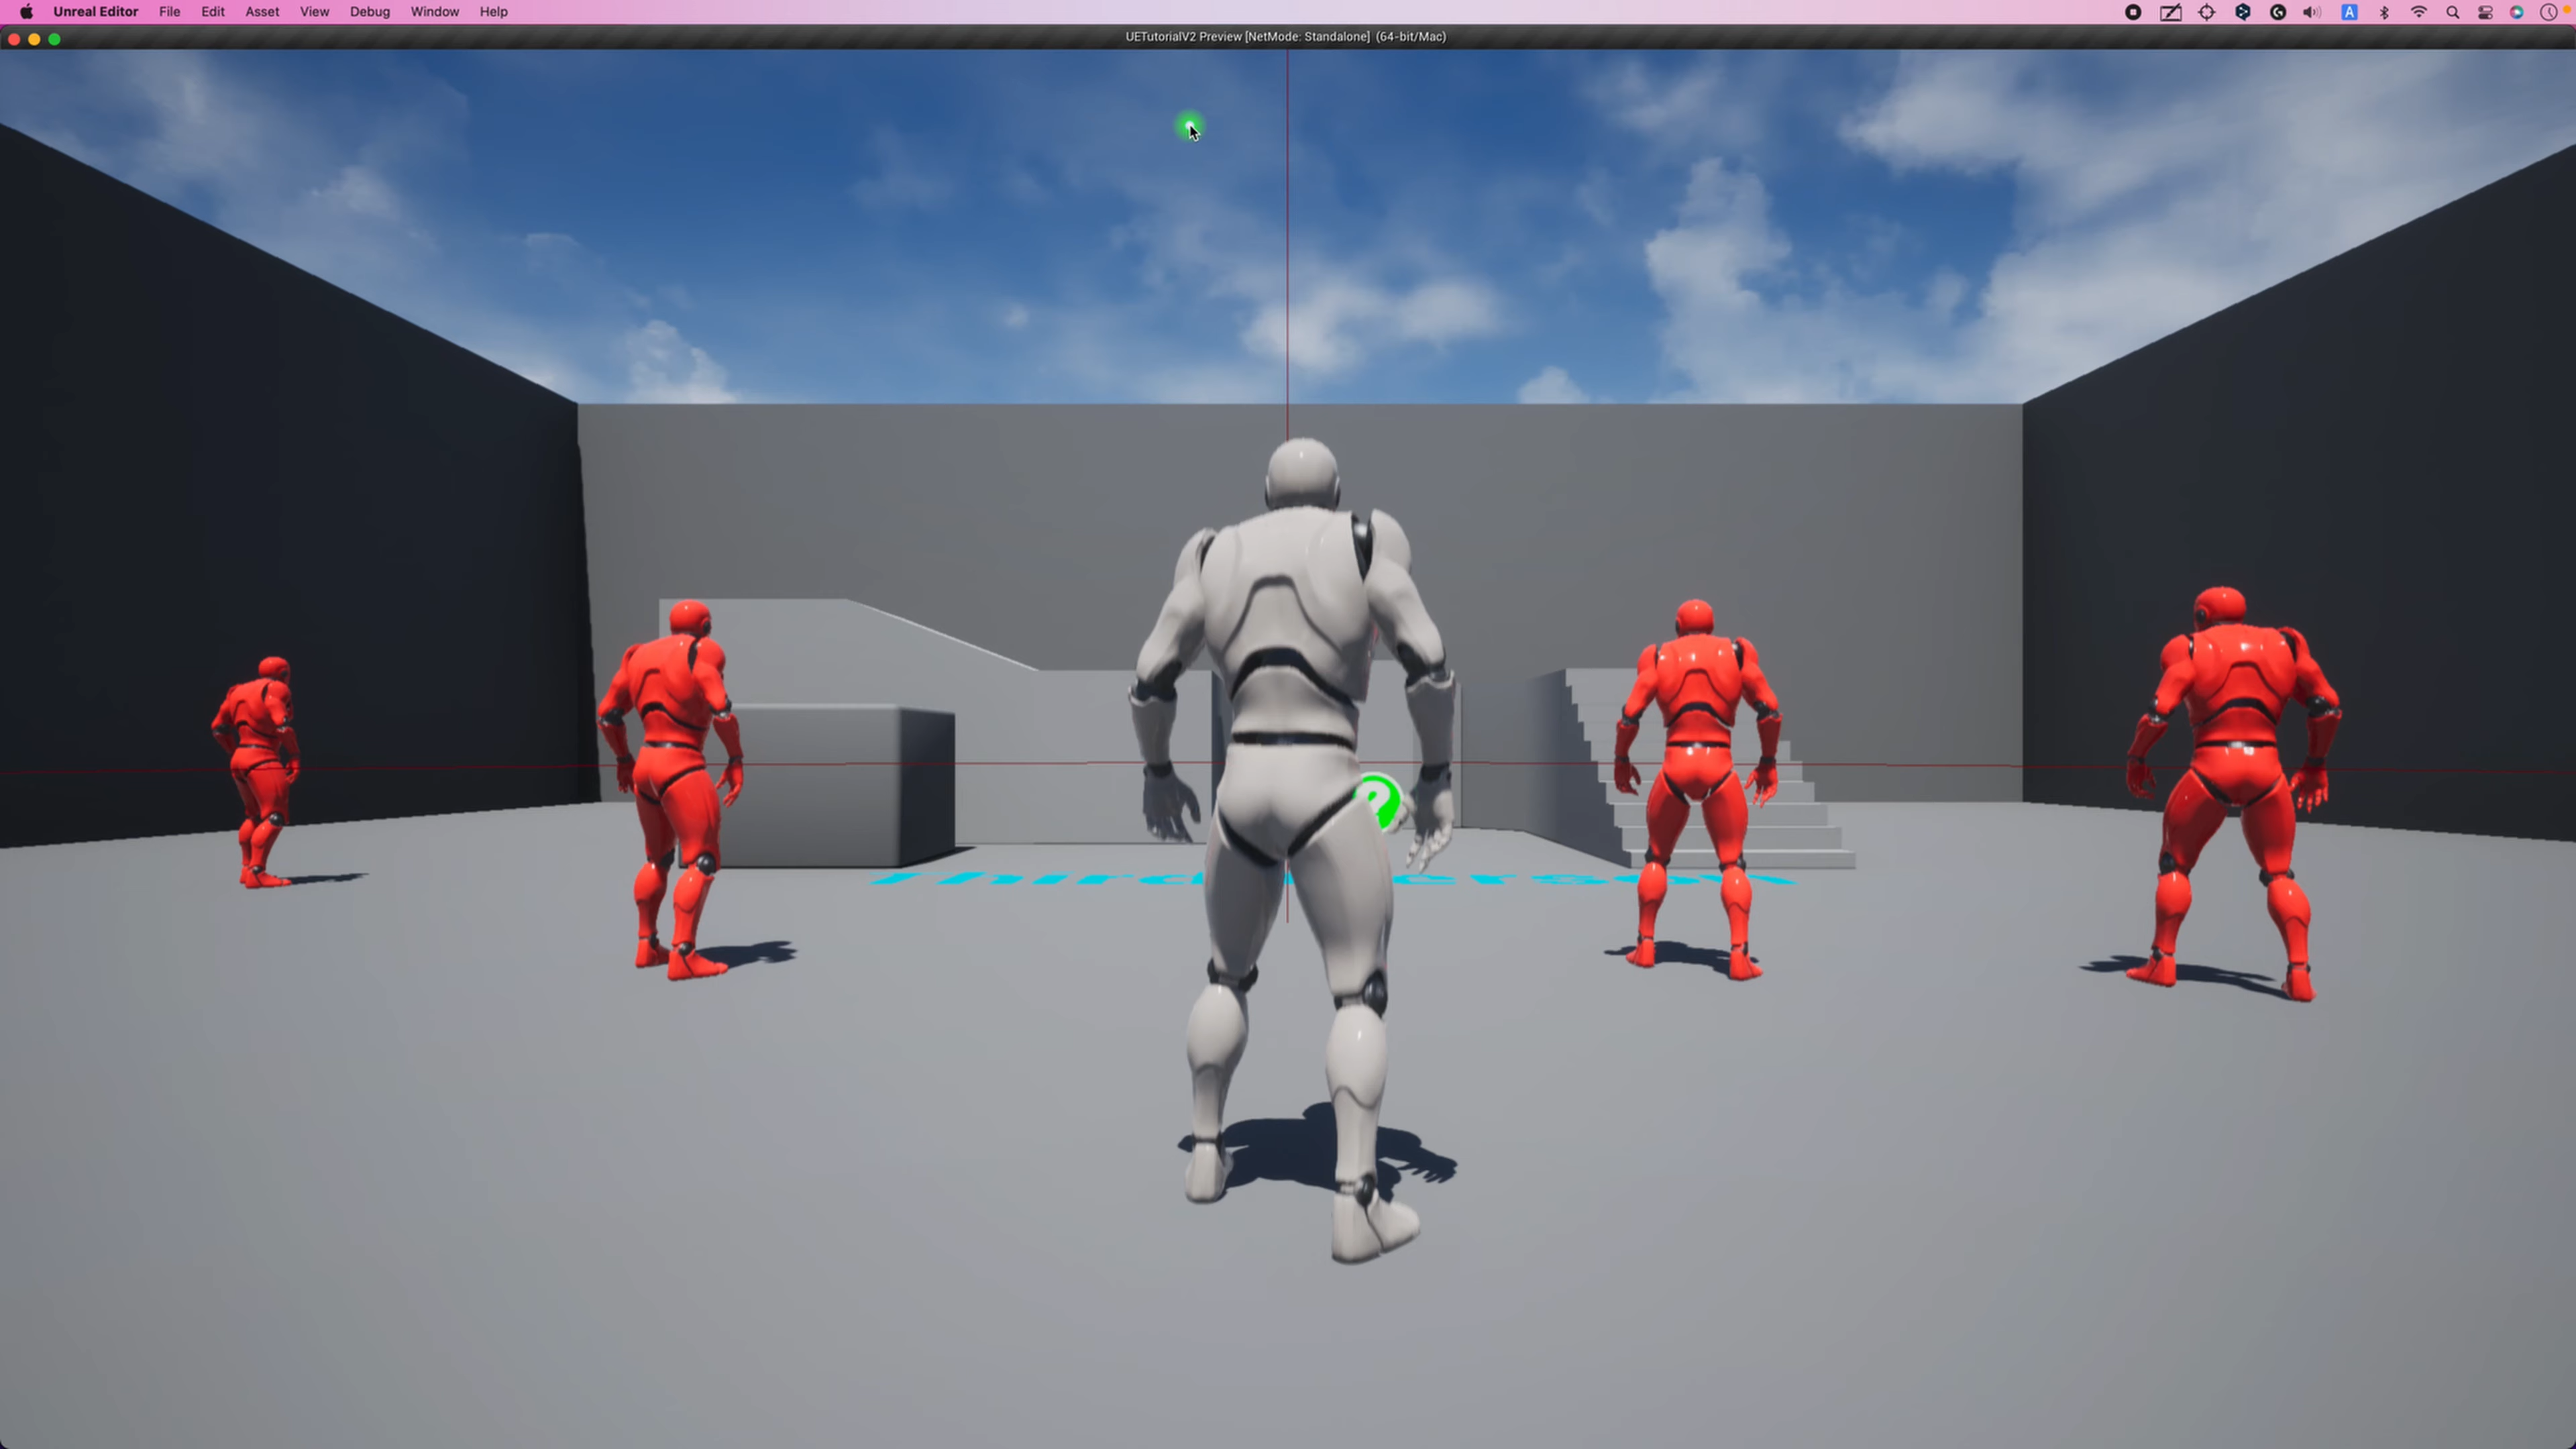 Unreal Editor File Edit Asset View Debug Window Help A
UETutorialV2 Preview [NetMode: Standalone] (64-bit/Mac)